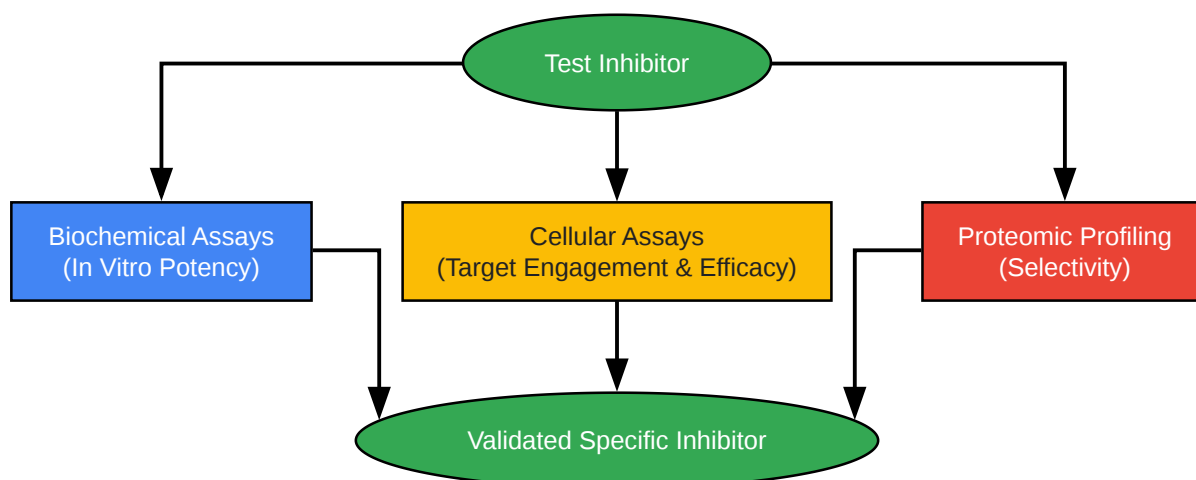 Test Inhibitor
Biochemical Assays
(In Vitro Potency)
Cellular Assays
(Target Engagement & Efficacy)
Proteomic Profiling
(Selectivity)
Validated Specific Inhibitor